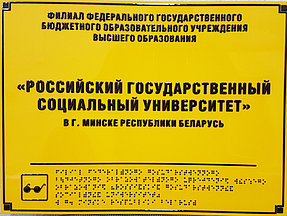 ФИЛИАЛ ФЕДЕРАЛЬНОГО ГОСУДАРСТВЕННОГО
БЮДЖЕТНОГО ОБРАЗОВАТЕЛЬНОГО УЧРЕЖДЕНИЯ
ВЫСШЕГО ОБРАЗОВАНИЯ
«РОССИЙСКИЙ ГОСУДАРСТВЕННЫЙ
СОЦИАЛЬНЫЙ УНИВЕРСИТЕТ»
В Г. МИНСКЕ РЕСПУБЛИКИ БЕЛАРУСЬ